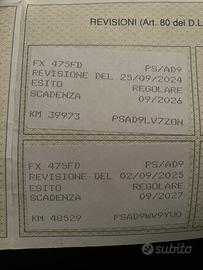 REVISIONI (Art. 80 del D.L
FX 475FD PS/AD9
REVISIONE DEL 25/09/2024
ESITO REGOLARE
SCADENZA 09/2026
KM 39973 PSAD9LV7ZON
FX 475FD PS/AD9
REVISIONE DEL 02/09/2025
ESITO REGOLARE
SCADENZA 09/2027
KM 48529 PSAD9WV9YUO
subito